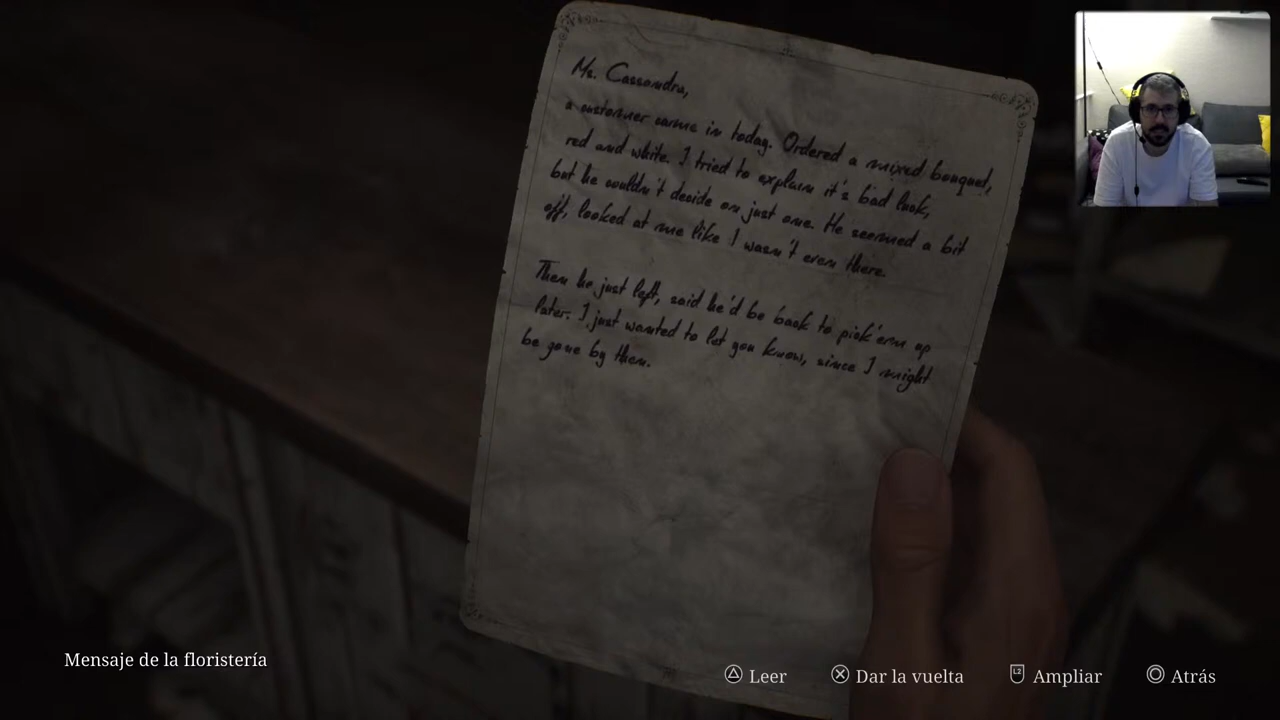 Ms. Cassandra,
a customer came in today. Ordered a mixed bouquet,
red and white. I tried to explain it's bad luck,
but he couldn't decide on just one. He seemed a bit
off, looked at me like I wasn't even there.
Then he just left, said he'd be back to pick 'em up
later. I just wanted to let you know, since I might
be gone by then.
Mensaje de la floristería
Leer
Dar la vuelta
L2
Ampliar
Atrás